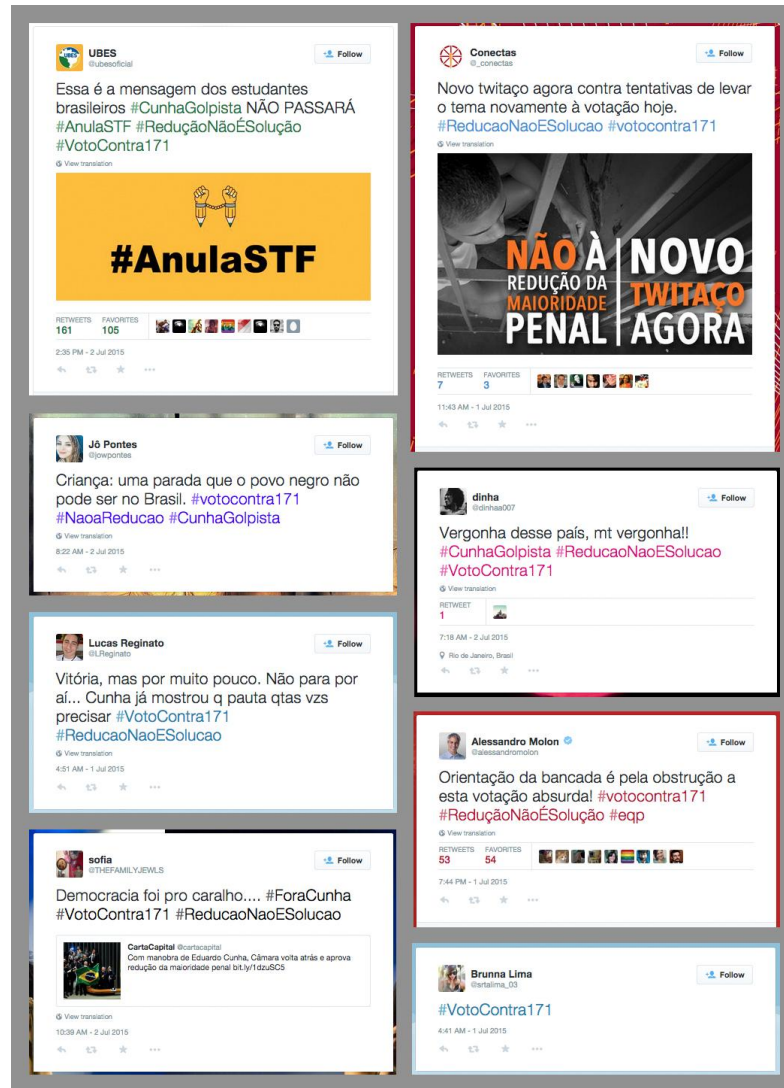 UBES
@ubesoficial
Follow
Essa é a mensagem dos estudantes
brasileiros #CunhaGolpista NÃO PASSARÁ
#AnulaSTF #ReduçãoNãoÉSolução
#VotoContra171
View translation
#AnulaSTF
RETWEETS FAVORITES
161 105
2:35 PM - 2 Jul 2015
Jô Pontes
@jowpontes
Follow
Criança: uma parada que o povo negro não
pode ser no Brasil. #votocontra171
#NaoaReducao #CunhaGolpista
View translation
8:22 AM - 2 Jul 2015
Lucas Reginato
@LReginato
Follow
Vitória, mas por muito pouco. Não para por
aí... Cunha já mostrou q pauta qtas vzs
precisar #VotoContra171
#ReducaoNaoESolucao
View translation
4:51 AM - 1 Jul 2015
sofia
@THEFAMILYJEWLS
Follow
Democracia foi pro caralho.... #ForaCunha
#VotoContra171 #ReducaoNaoESolucao
CartaCapital @cartacapital
Com manobra de Eduardo Cunha, Câmara volta atrás e aprova
redução da maioridade penal bit.ly/1dzuSC5
View translation
10:39 AM - 2 Jul 2015
Conectas
@_conectas
Follow
Novo twitaço agora contra tentativas de levar
o tema novamente à votação hoje.
#ReducaoNaoESolucao #votocontra171
View translation
NÃO À
REDUÇÃO DA
MAIORIDADE
PENAL
NOVO
TWITAÇO
AGORA
RETWEETS FAVORITES
7 3
11:43 AM - 1 Jul 2015
dinha
@dinhaa007
Follow
Vergonha desse país, mt vergonha!!
#CunhaGolpista #ReducaoNaoESolucao
#VotoContra171
View translation
RETWEET
1
7:18 AM - 2 Jul 2015
Rio de Janeiro, Brasil
Alessandro Molon
@alessandromolon
Follow
Orientação da bancada é pela obstrução a
esta votação absurda! #votocontra171
#ReduçãoNãoÉSolução #eqp
View translation
RETWEETS FAVORITES
53 54
7:44 PM - 1 Jul 2015
Brunna Lima
@srtalima_03
Follow
#VotoContra171
4:41 AM - 1 Jul 2015